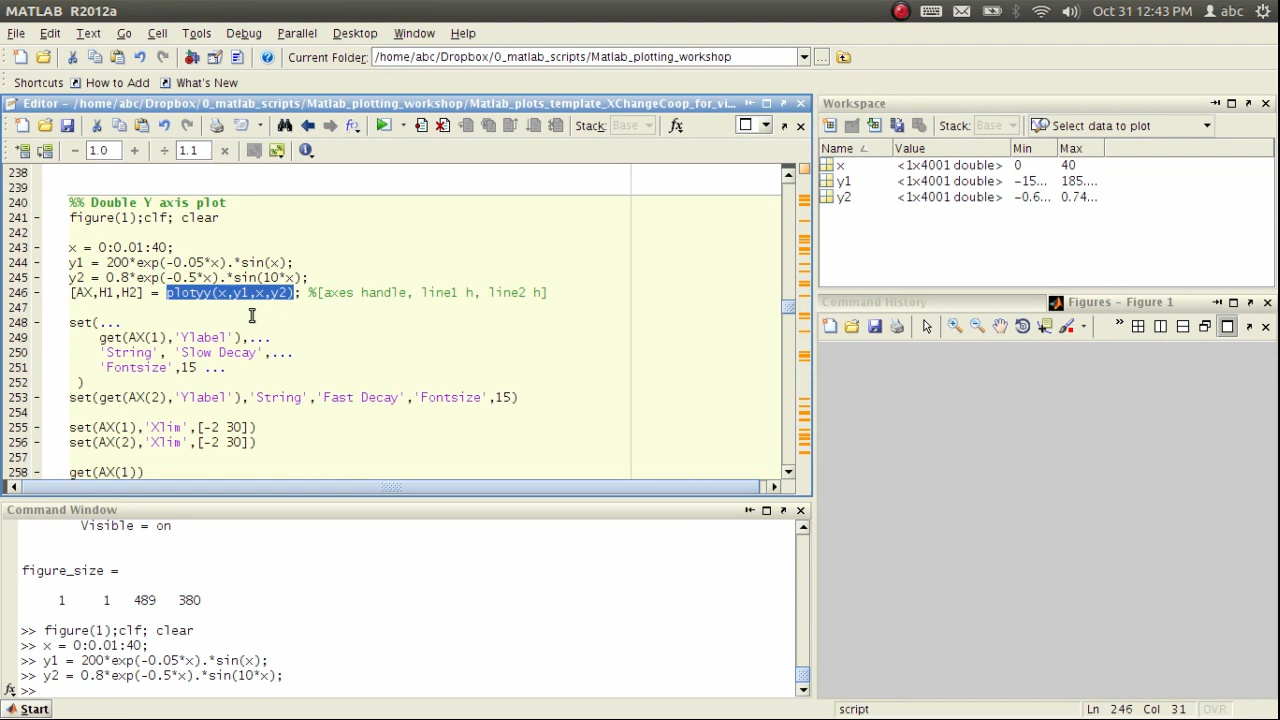 MATLAB R2012a
Oct 31 12:43 PM abc
File Edit Text Go Cell Tools Debug Parallel Desktop Window Help
Current Folder: /home/abc/Dropbox/0_matlab_scripts/Matlab_plotting_workshop
Shortcuts How to Add What's New
Editor - /home/abc/Dropbox/0_matlab_scripts/Matlab_plotting_workshop/Matlab_plots_template_XChangeCoop_for_vi...
Stack: Base fx
- 1.0 + ÷ 1.1 ×
238
239
240 %% Double Y axis plot
241 - figure(1);clf; clear
242
243 - x = 0:0.01:40;
244 - y1 = 200*exp(-0.05*x).*sin(x);
245 - y2 = 0.8*exp(-0.5*x).*sin(10*x);
246 - [AX,H1,H2] = plotyy(x,y1,x,y2); %[axes handle, line1 h, line2 h]
247
248 - set(...
249 - get(AX(1),'Ylabel'),...
250 - 'String', 'Slow Decay',...
251 - 'Fontsize',15 ...
252 - )
253 - set(get(AX(2),'Ylabel'),'String','Fast Decay','Fontsize',15)
254
255 - set(AX(1),'Xlim',[-2 30])
256 - set(AX(2),'Xlim',[-2 30])
257
258 - get(AX(1))
Command Window
Visible = on
figure_size =
1 1 489 380
>> figure(1);clf; clear
>> x = 0:0.01:40;
>> y1 = 200*exp(-0.05*x).*sin(x);
>> y2 = 0.8*exp(-0.5*x).*sin(10*x);
fx >>
Workspace
Stack: Base Select data to plot
Name Value Min Max
x <1x4001 double> 0 40
y1 <1x4001 double> -15... 185....
y2 <1x4001 double> -0.6... 0.74...
Command History Figures - Figure 1
Start script Ln 246 Col 31 OVR